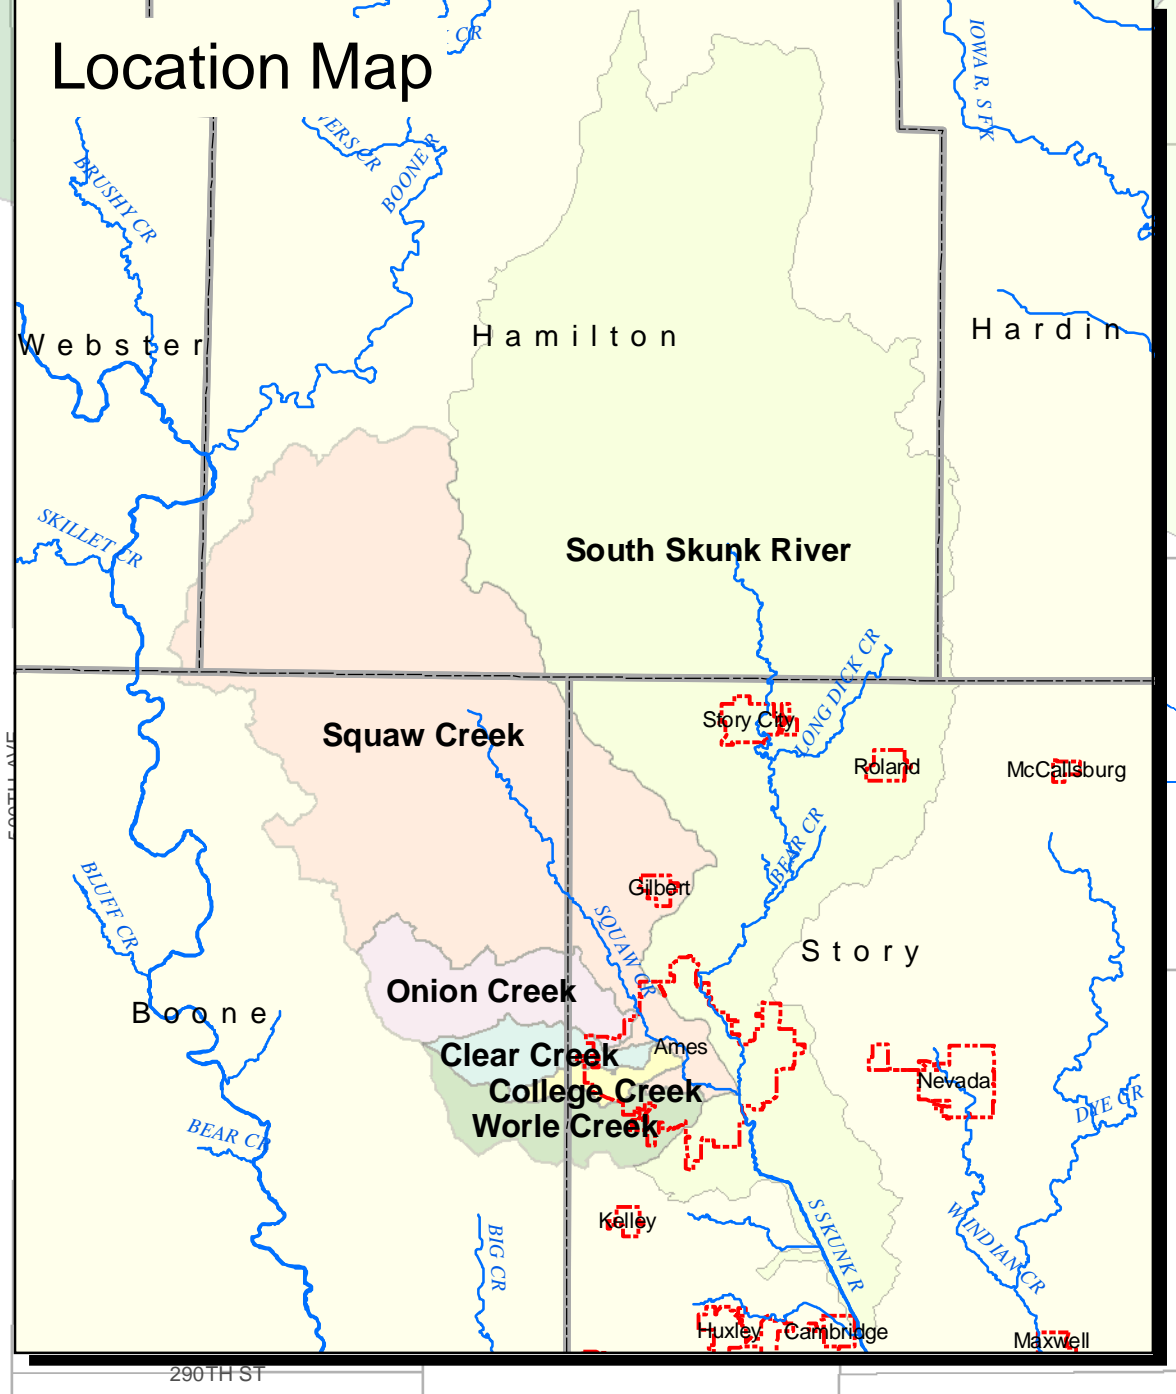 Location Map
CR
IOWA R, S FK
BOONE R
BRUSHY CR
Webster
Hamilton
Hardin
SKILLET CR
South Skunk River
LONG DICK CR
Story City
Squaw Creek
Roland
McCallsburg
BEAR CR
BLUFF CR
Gilbert
SQUAW CR
Story
Onion Creek
Boone
Ames
Clear Creek
Nevada
College Creek
DYE CR
Worle Creek
BEAR CR
Kelley
S SKUNK R
W INDIAN CR
BIG CR
Huxley
Cambridge
Maxwell
290TH ST